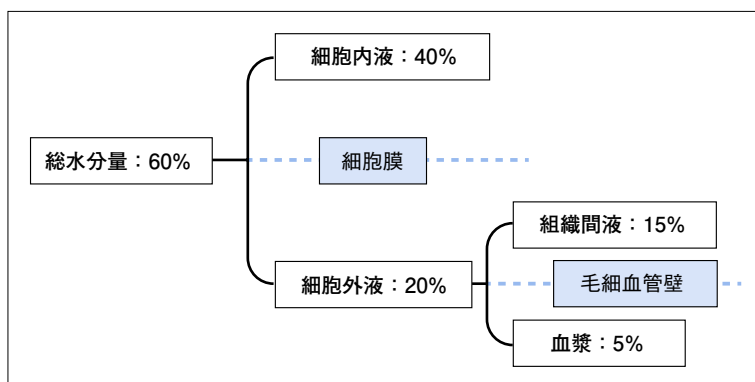 細胞内液：40%
総水分量：60%
細胞膜
組織間液：15%
細胞外液：20%
毛細血管壁
血漿：5%